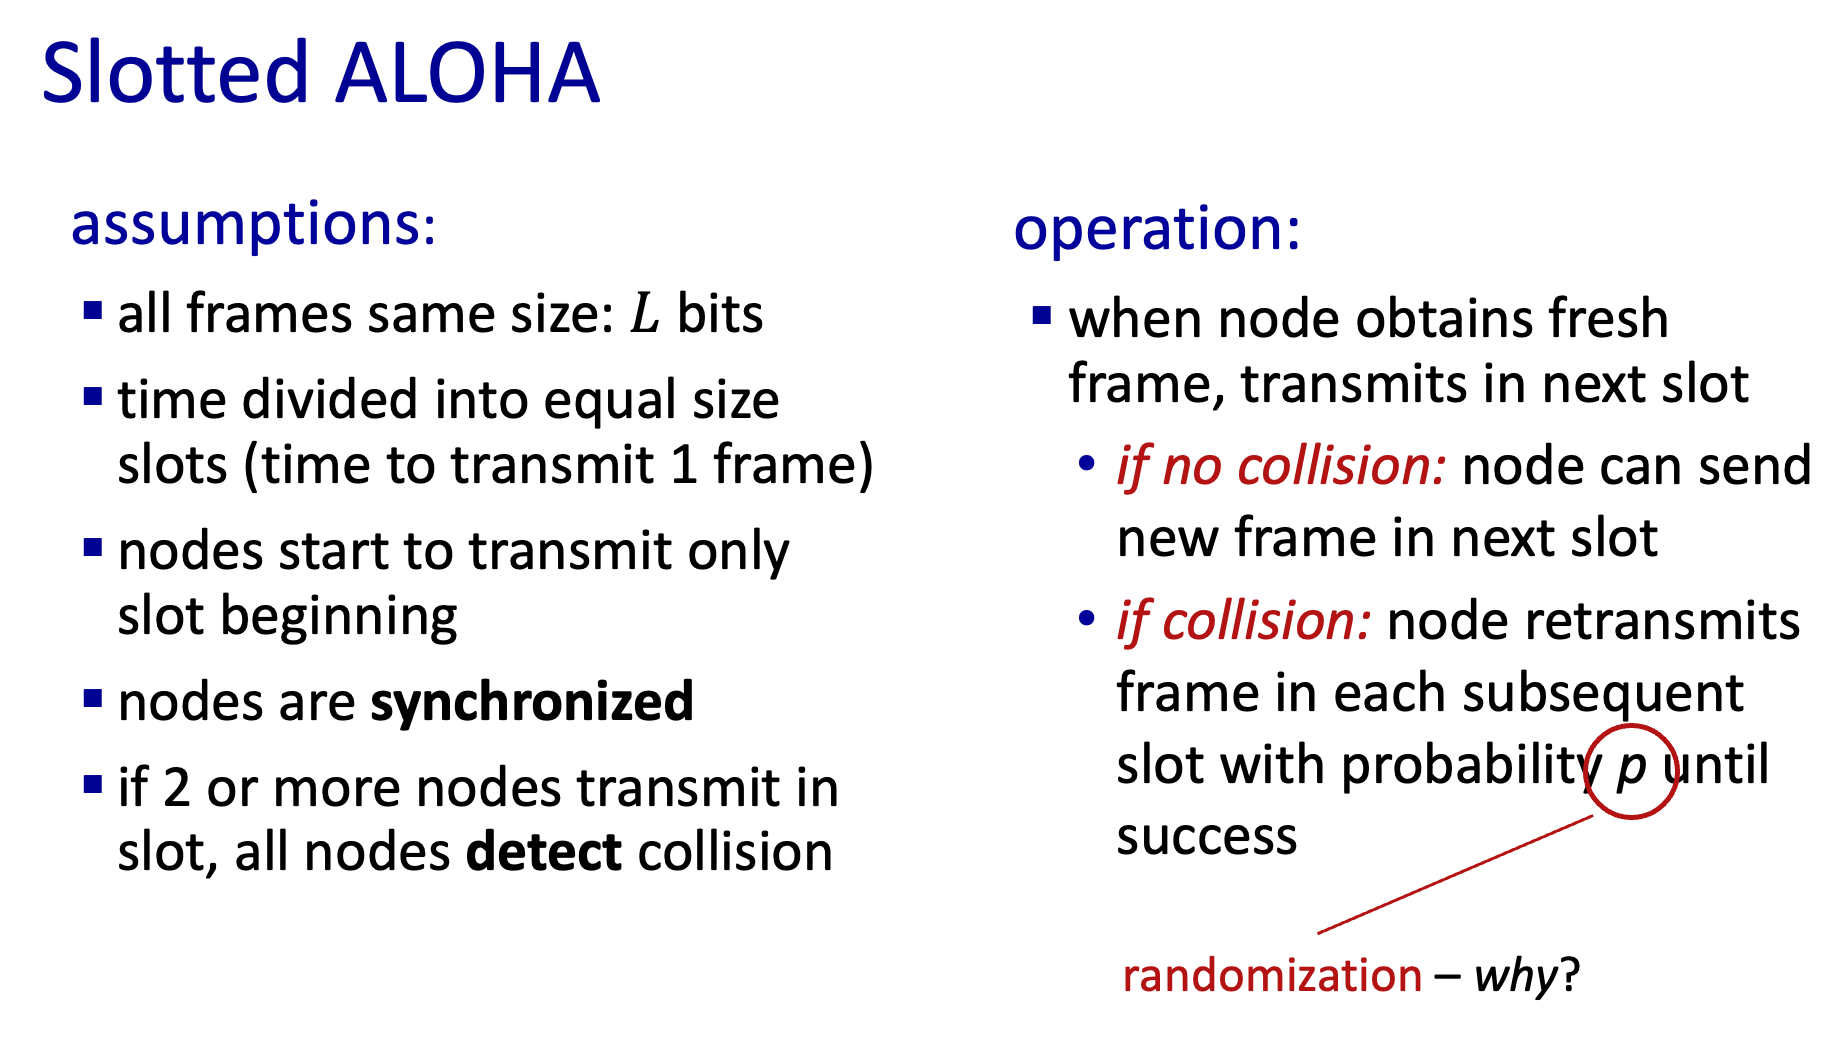 Slotted ALOHA
assumptions:
▪ all frames same size: L bits
▪ time divided into equal size
slots (time to transmit 1 frame)
▪ nodes start to transmit only
slot beginning
▪ nodes are synchronized
▪ if 2 or more nodes transmit in
slot, all nodes detect collision
operation:
▪ when node obtains fresh
frame, transmits in next slot
• if no collision: node can send
new frame in next slot
• if collision: node retransmits
frame in each subsequent
slot with probability p until
success
randomization – why?